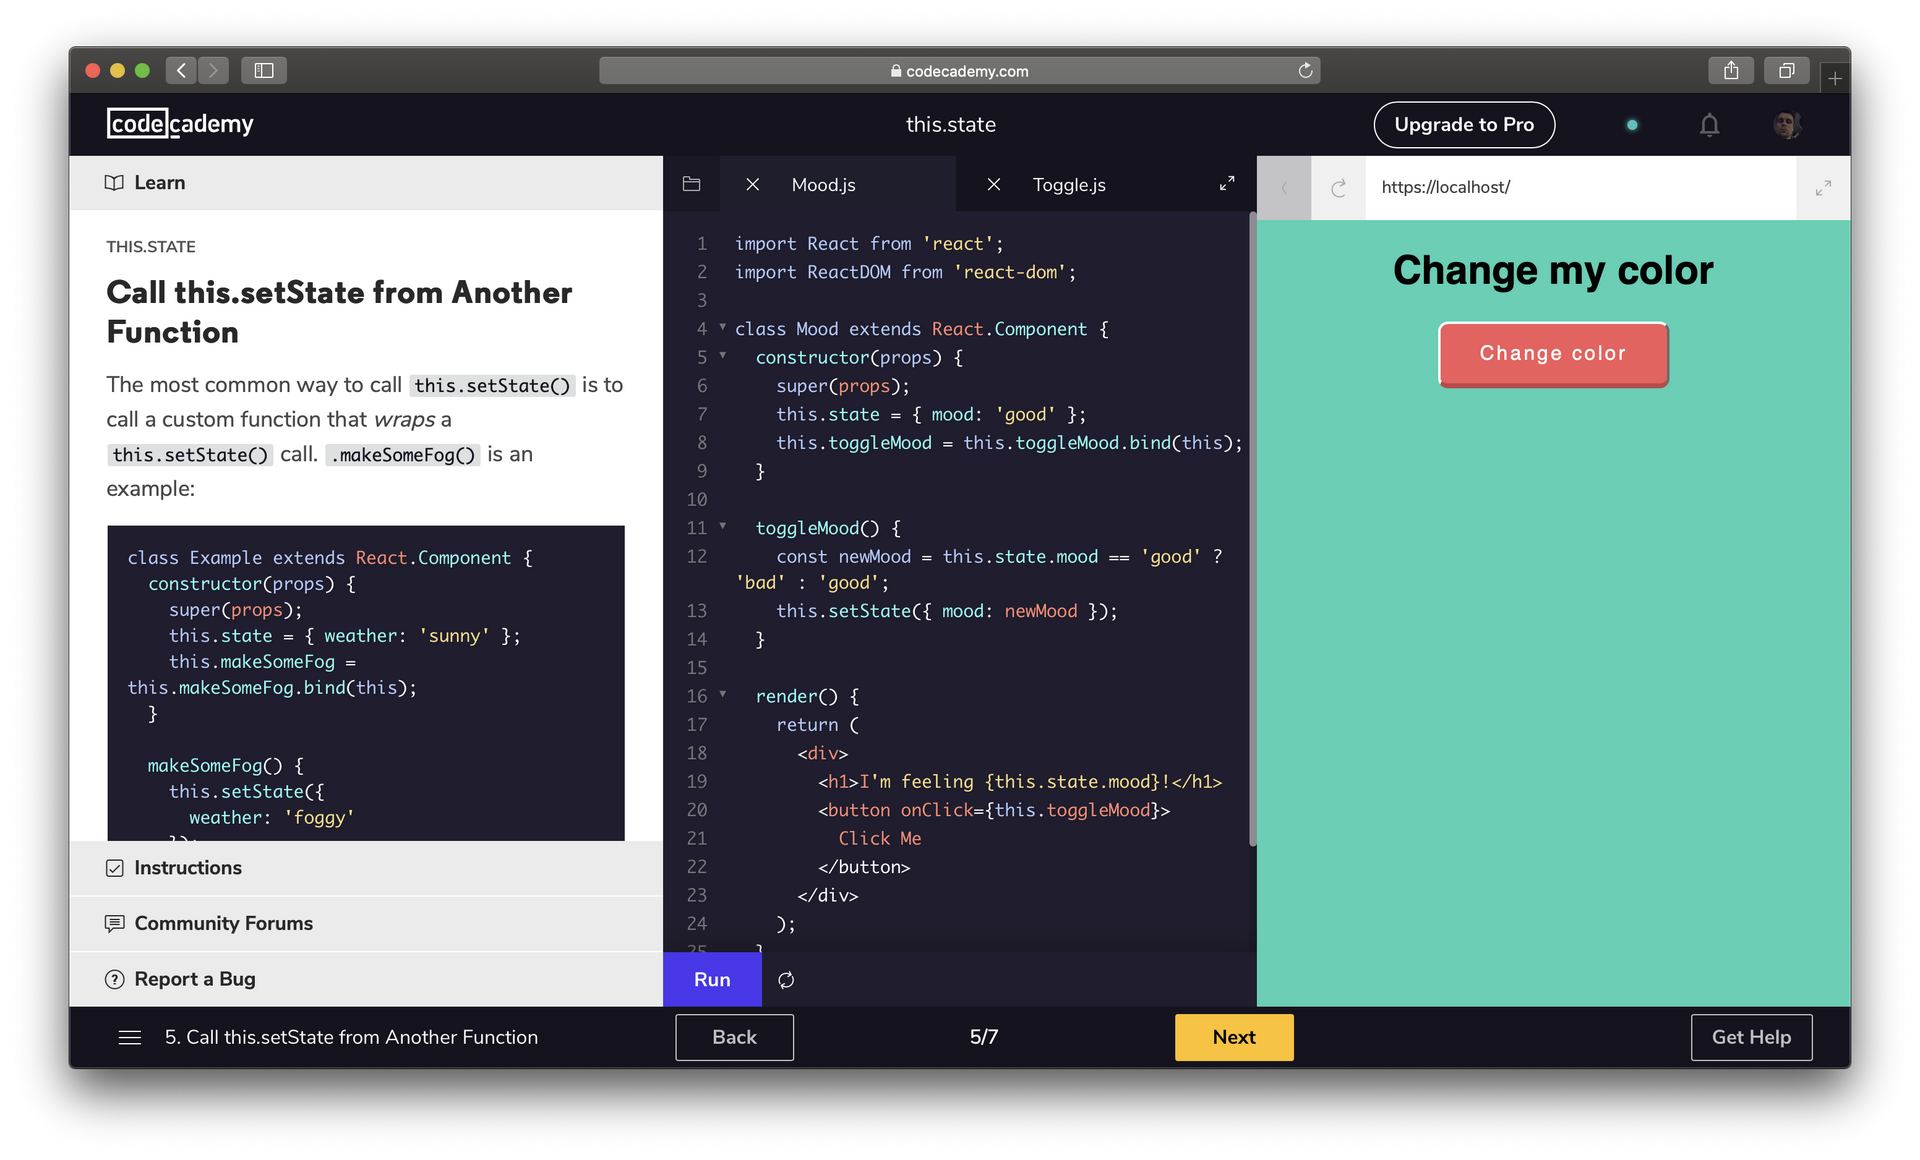 codecademy.com
codecademy
this.state
Upgrade to Pro
Learn
THIS.STATE
Call this.setState from Another
Function
The most common way to call this.setState() is to
call a custom function that wraps a
this.setState() call. .makeSomeFog() is an
example:
class Example extends React.Component {
constructor(props) {
super(props);
this.state = { weather: 'sunny' };
this.makeSomeFog =
this.makeSomeFog.bind(this);
}
makeSomeFog() {
this.setState({
weather: 'foggy'
});
Instructions
Community Forums
Report a Bug
Mood.js
Toggle.js
1 import React from 'react';
2 import ReactDOM from 'react-dom';
3
4 class Mood extends React.Component {
5 constructor(props) {
6 super(props);
7 this.state = { mood: 'good' };
8 this.toggleMood = this.toggleMood.bind(this);
9 }
10
11 toggleMood() {
12 const newMood = this.state.mood == 'good' ?
'bad' : 'good';
13 this.setState({ mood: newMood });
14 }
15
16 render() {
17 return (
18 <div>
19 <h1>I'm feeling {this.state.mood}!</h1>
20 <button onClick={this.toggleMood}>
21 Click Me
22 </button>
23 </div>
24 );
25 }
Run
https://localhost/
Change my color
Change color
5. Call this.setState from Another Function
Back
5/7
Next
Get Help